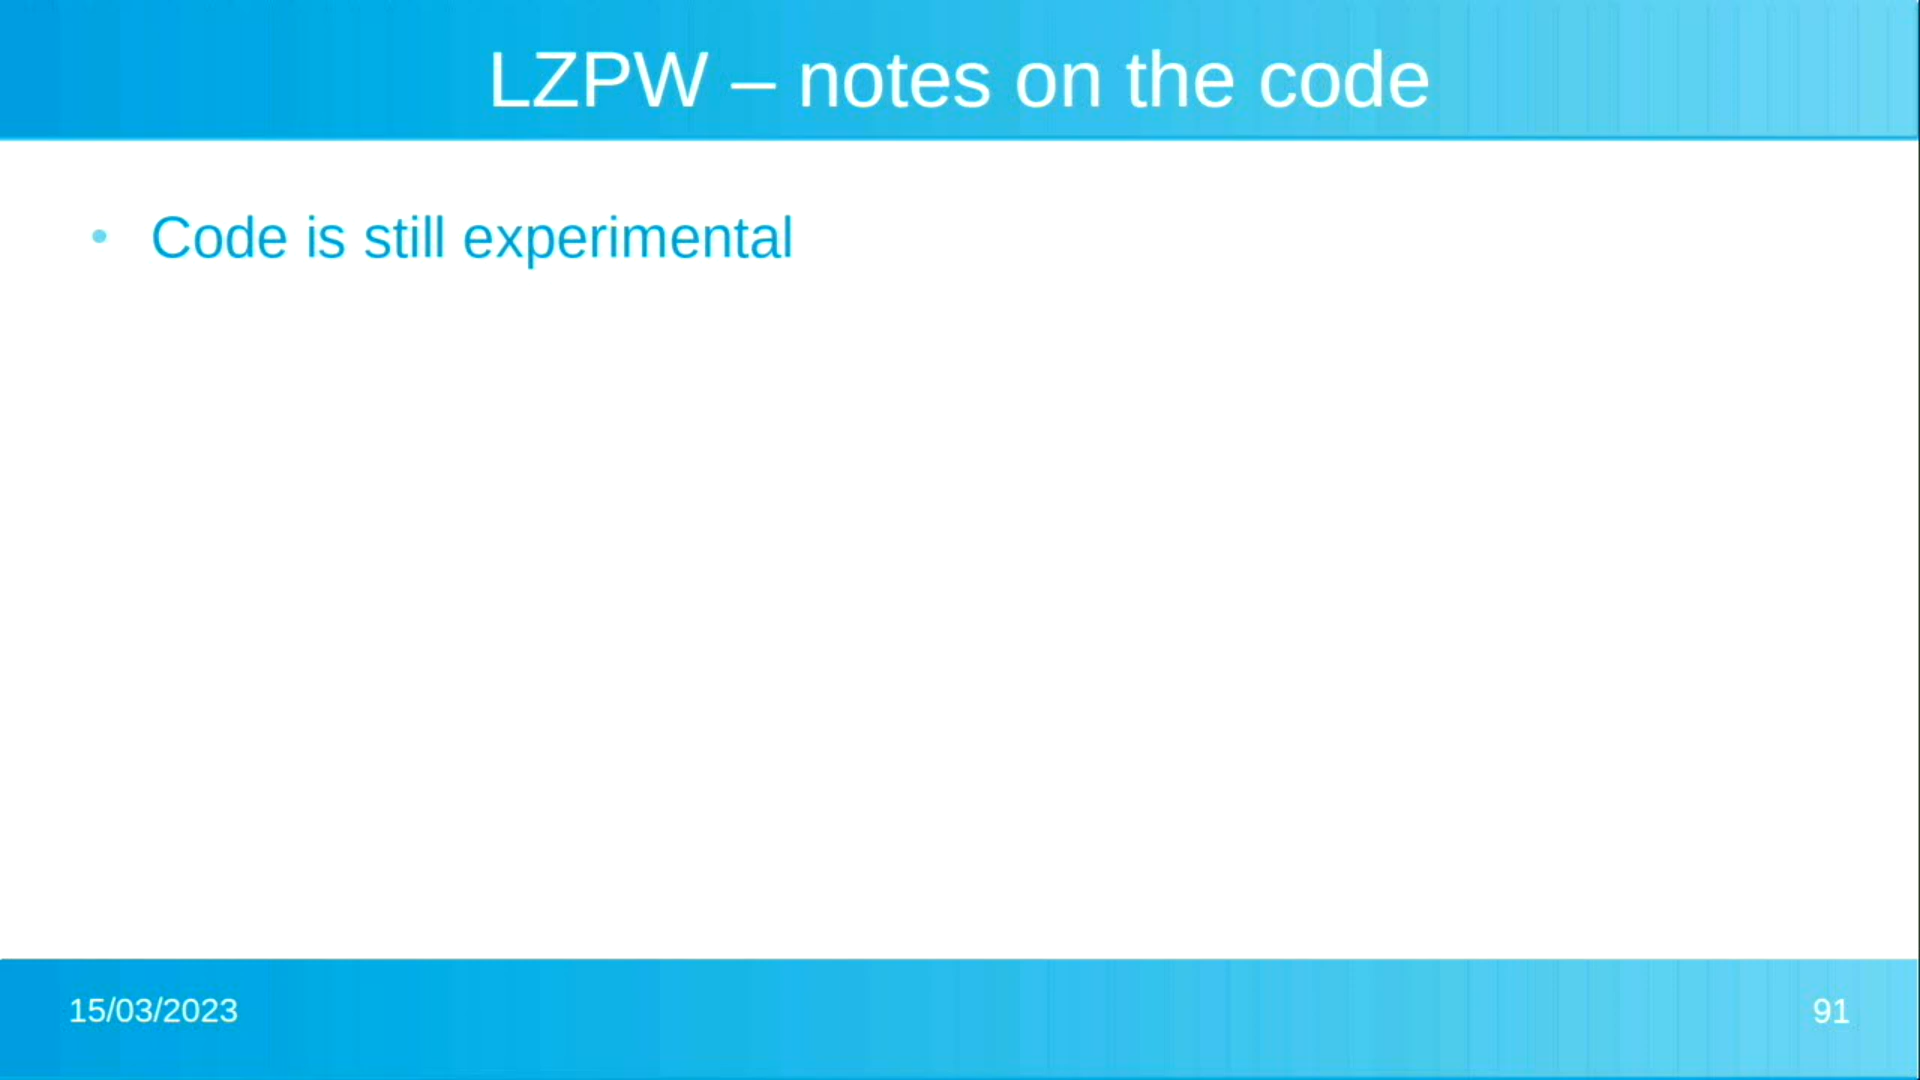 LZPW – notes on the code
• Code is still experimental
15/03/2023
91